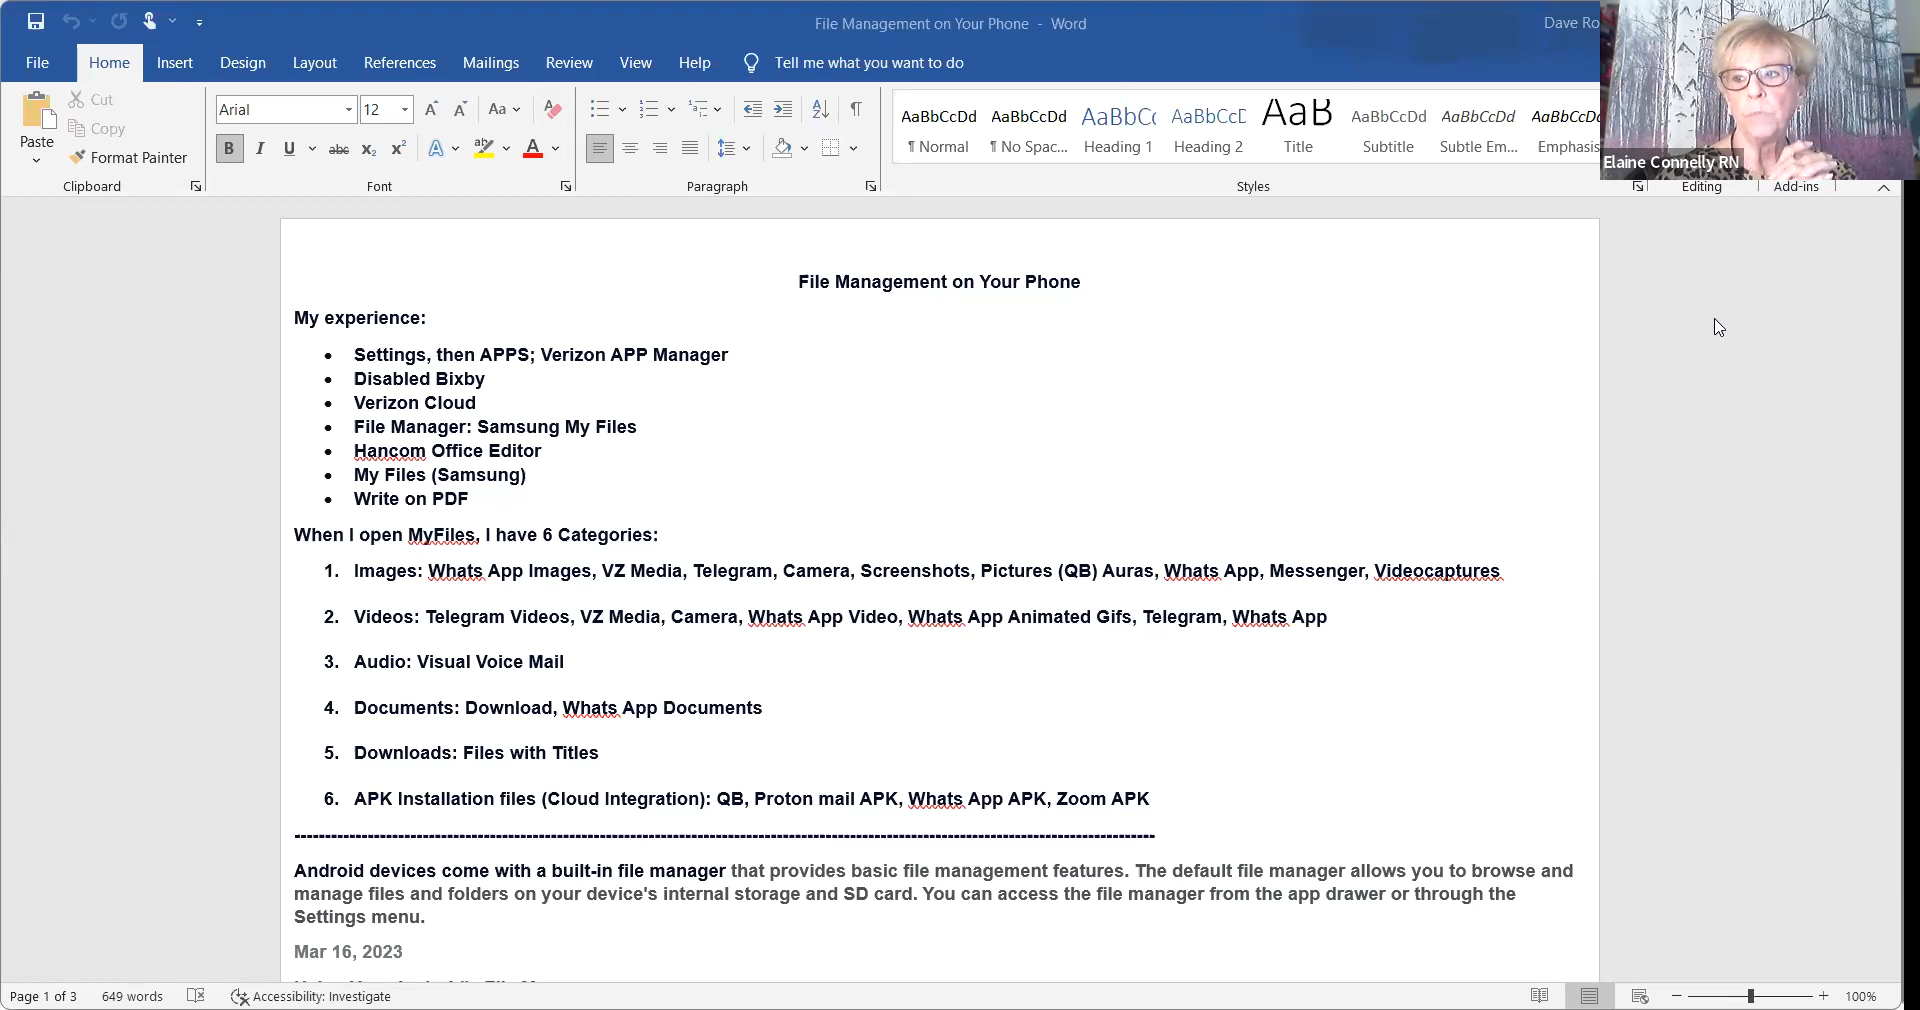 File Management on Your Phone - Word
Dave Ro
File Home Insert Design Layout References Mailings Review View Help Tell me what you want to do
Paste
Cut
Copy
Format Painter
Clipboard
Arial 12
Font
Paragraph
AaBbCcDd AaBbCcDd AaBbCc AaBbCcD AaB AaBbCcDd AaBbCcDd AaBbCcDd
¶ Normal ¶ No Spac... Heading 1 Heading 2 Title Subtitle Subtle Em... Emphasis
Styles
Elaine Connelly RN
Editing
Add-ins
File Management on Your Phone
My experience:
• Settings, then APPS; Verizon APP Manager
• Disabled Bixby
• Verizon Cloud
• File Manager: Samsung My Files
• Hancom Office Editor
• My Files (Samsung)
• Write on PDF
When I open MyFiles, I have 6 Categories:
1. Images: Whats App Images, VZ Media, Telegram, Camera, Screenshots, Pictures (QB) Auras, Whats App, Messenger, Videocaptures
2. Videos: Telegram Videos, VZ Media, Camera, Whats App Video, Whats App Animated Gifs, Telegram, Whats App
3. Audio: Visual Voice Mail
4. Documents: Download, Whats App Documents
5. Downloads: Files with Titles
6. APK Installation files (Cloud Integration): QB, Proton mail APK, Whats App APK, Zoom APK
Android devices come with a built-in file manager that provides basic file management features. The default file manager allows you to browse and
manage files and folders on your device's internal storage and SD card. You can access the file manager from the app drawer or through the
Settings menu.
Mar 16, 2023
Page 1 of 3 649 words Accessibility: Investigate 100%